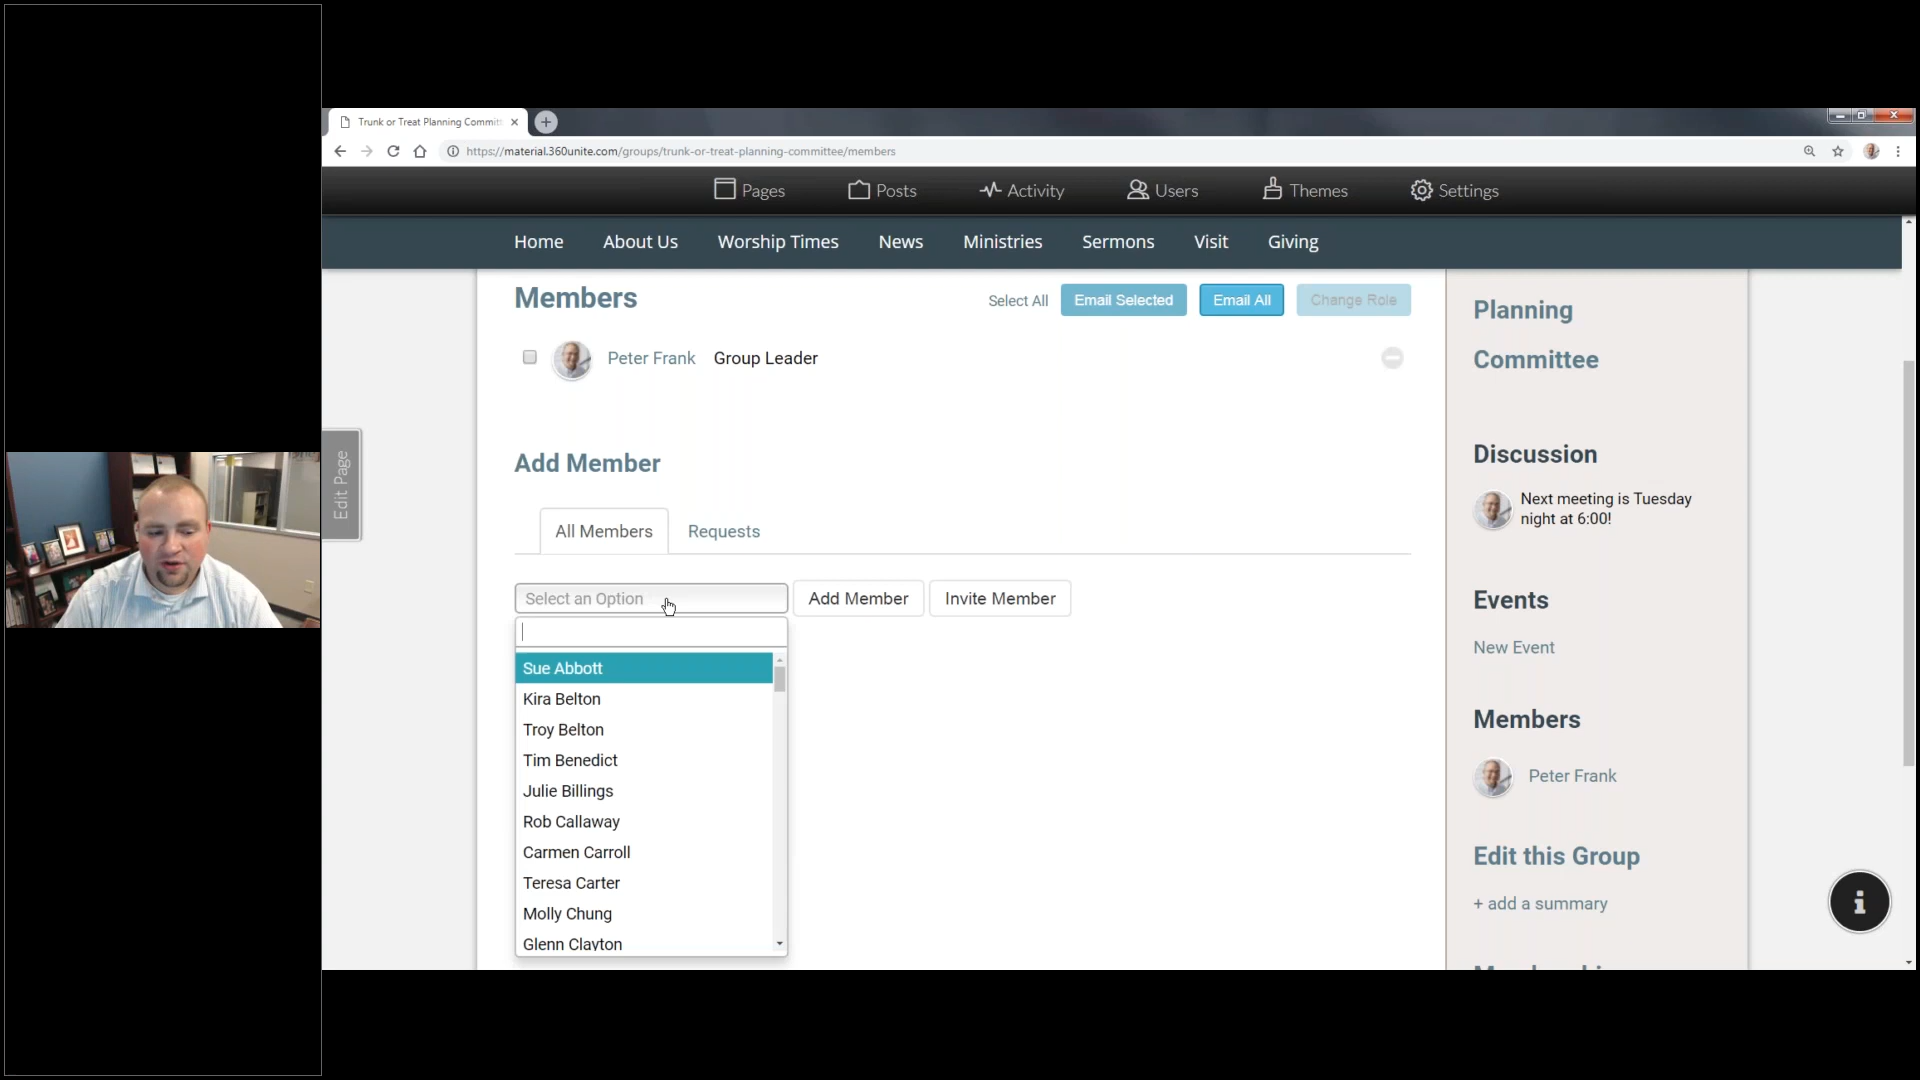 Trunk or Treat Planning Committ
https://material.360unite.com/groups/trunk-or-treat-planning-committee/members
Pages Posts Activity Users Themes Settings
Home About Us Worship Times News Ministries Sermons Visit Giving
Edit Page
Members
Select All Email Selected Email All Change Role
Peter Frank Group Leader
Add Member
All Members Requests
Select an Option Add Member Invite Member
Sue Abbott
Kira Belton
Troy Belton
Tim Benedict
Julie Billings
Rob Callaway
Carmen Carroll
Teresa Carter
Molly Chung
Glenn Clayton
Planning
Committee
Discussion
Next meeting is Tuesday
night at 6:00!
Events
New Event
Members
Peter Frank
Edit this Group
+ add a summary